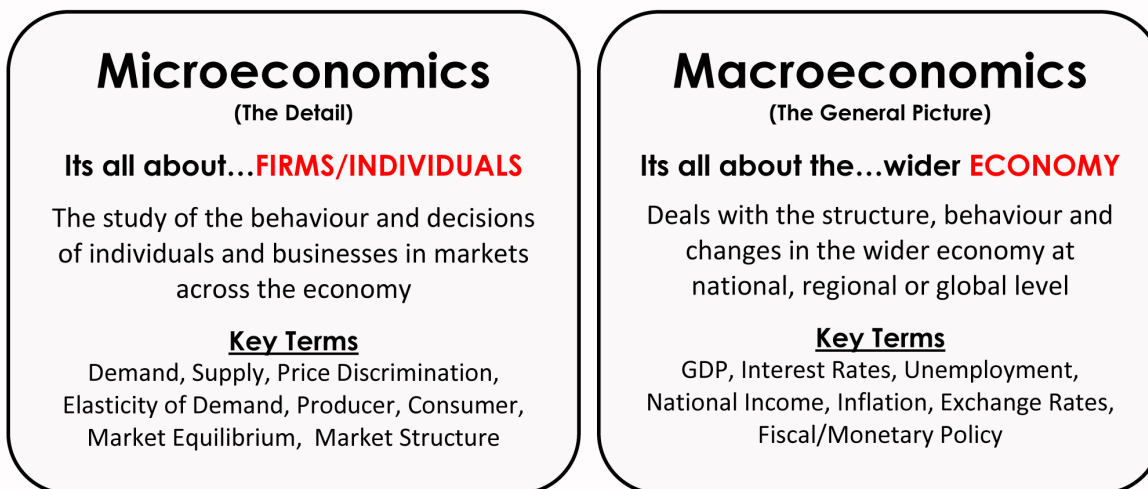 Microeconomics
(The Detail)
Its all about...FIRMS/INDIVIDUALS
The study of the behaviour and decisions
of individuals and businesses in markets
across the economy
Key Terms
Demand, Supply, Price Discrimination,
Elasticity of Demand, Producer, Consumer,
Market Equilibrium,  Market Structure
Macroeconomics
(The General Picture)
Its all about the...wider ECONOMY
Deals with the structure, behaviour and
changes in the wider economy at
national, regional or global level
Key Terms
GDP, Interest Rates, Unemployment,
National Income, Inflation, Exchange Rates,
Fiscal/Monetary Policy